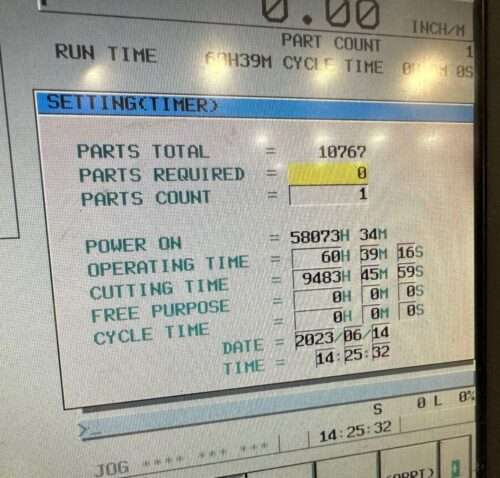 0.00 INCH/M
PART COUNT 1
RUN TIME 60H39M CYCLE TIME 0S
SETTING(TIMER)
PARTS TOTAL = 10767
PARTS REQUIRED = 0
PARTS COUNT = 1
POWER ON = 58073H 34M
OPERATING TIME = 60H 39M 16S
CUTTING TIME = 9483H 45M 59S
FREE PURPOSE = 0H 0M 0S
CYCLE TIME = 0H 0M 0S
DATE = 2023/06/14
TIME = 14:25:32
>_
S 0 L 0%
JOG **** *** *** 14:25:32